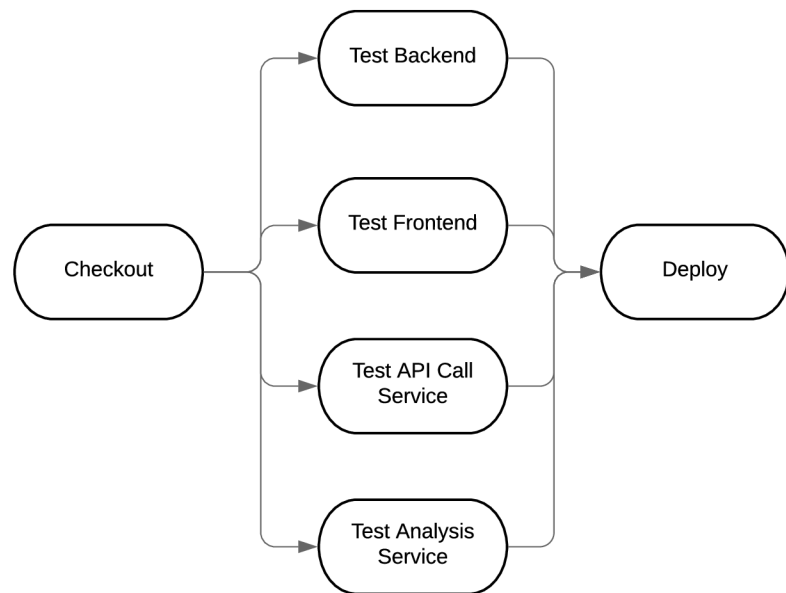 Test Backend
Test Frontend
Checkout
Deploy
Test API Call
Service
Test Analysis
Service